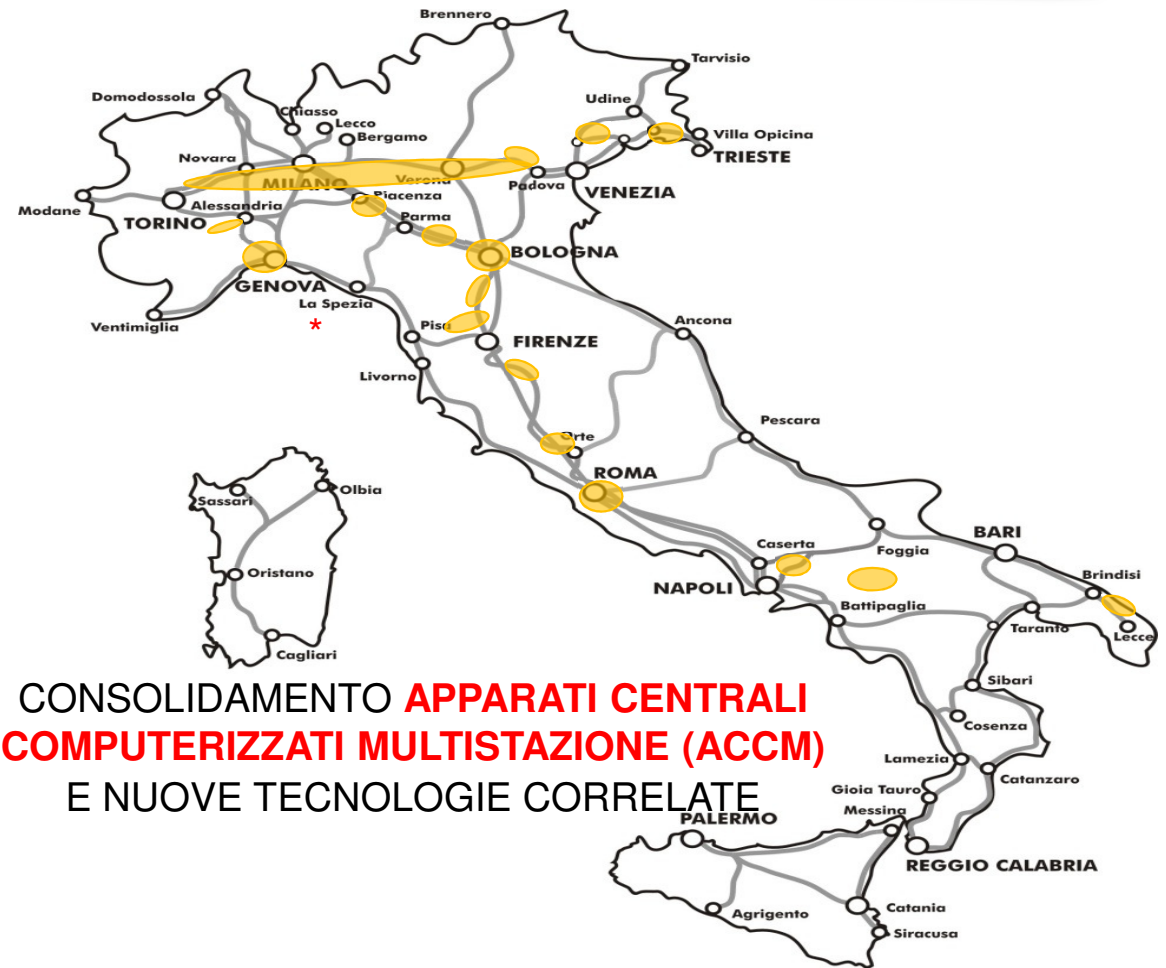 Brennero
Tarvisio
Domodossola
Udine
Chiasso
Lecco
Bergamo
Villa Opicina
TRIESTE
Novara
MILANO
Verona
Padova
VENEZIA
Modane
Alessandria
Piacenza
TORINO
Parma
BOLOGNA
GENOVA
La Spezia
*
Ventimiglia
Pisa
FIRENZE
Ancona
Livorno
Pescara
Orte
ROMA
Sassari
Olbia
Caserta
Foggia
BARI
Oristano
NAPOLI
Brindisi
Battipaglia
Taranto
Lecce
Cagliari
Sibari
CONSOLIDAMENTO APPARATI CENTRALI
COMPUTERIZZATI MULTISTAZIONE (ACCM)
E NUOVE TECNOLOGIE CORRELATE
Cosenza
Lamezia
Catanzaro
Gioia Tauro
Messina
PALERMO
REGGIO CALABRIA
Agrigento
Catania
Siracusa